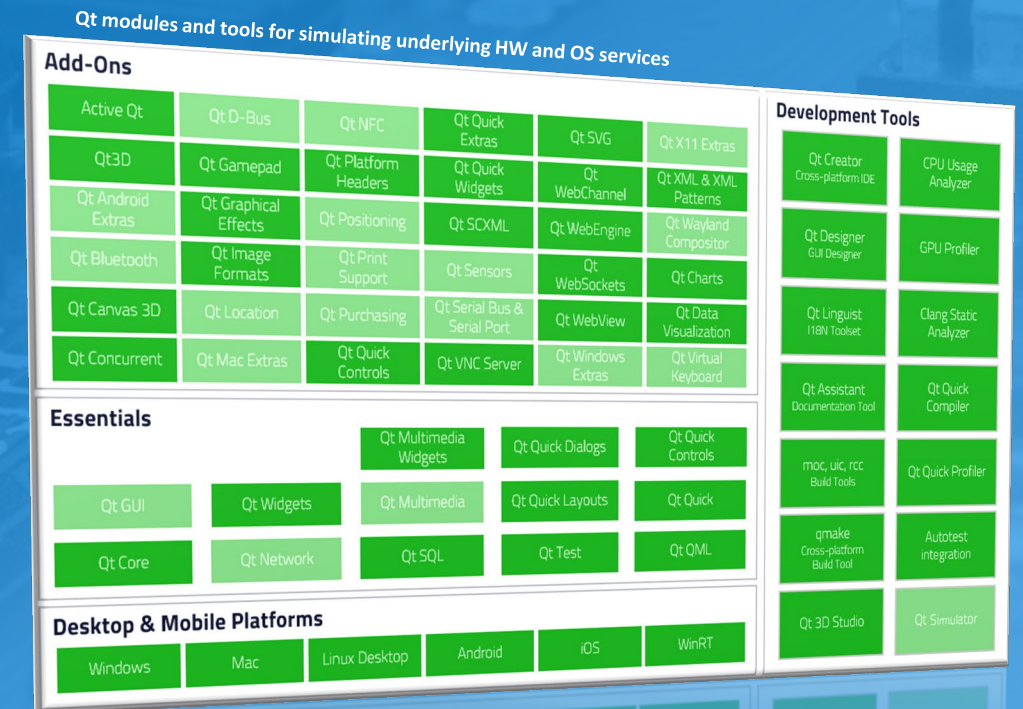 Qt modules and tools for simulating underlying HW and OS services
Add-Ons
Active Qt
Qt D-Bus
Qt NFC
Qt Quick
Extras
Qt SVG
Qt X11 Extras
Qt3D
Qt Gamepad
Qt Platform
Headers
Qt Quick
Widgets
Qt
WebChannel
Qt XML & XML
Patterns
Qt Android
Extras
Qt Graphical
Effects
Qt Positioning
Qt SCXML
Qt WebEngine
Qt Wayland
Compositor
Qt Bluetooth
Qt Image
Formats
Qt Print
Support
Qt Sensors
Qt
WebSockets
Qt Charts
Qt Canvas 3D
Qt Location
Qt Purchasing
Qt Serial Bus &
Serial Port
Qt WebView
Qt Data
Visualization
Qt Concurrent
Qt Mac Extras
Qt Quick
Controls
Qt VNC Server
Qt Windows
Extras
Qt Virtual
Keyboard
Essentials
Qt Multimedia
Widgets
Qt Quick Dialogs
Qt Quick
Controls
Qt GUI
Qt Widgets
Qt Multimedia
Qt Quick Layouts
Qt Quick
Qt Core
Qt Network
Qt SQL
Qt Test
Qt QML
Desktop & Mobile Platforms
Windows
Mac
Linux Desktop
Android
iOS
WinRT
Development Tools
Qt Creator
Cross-platform IDE
CPU Usage
Analyzer
Qt Designer
GUI Designer
GPU Profiler
Qt Linguist
I18N Toolset
Clang Static
Analyzer
Qt Assistant
Documentation Tool
Qt Quick
Compiler
moc, uic, rcc
Build Tools
Qt Quick Profiler
qmake
Cross-platform
Build Tool
Autotest
integration
Qt 3D Studio
Qt Simulator